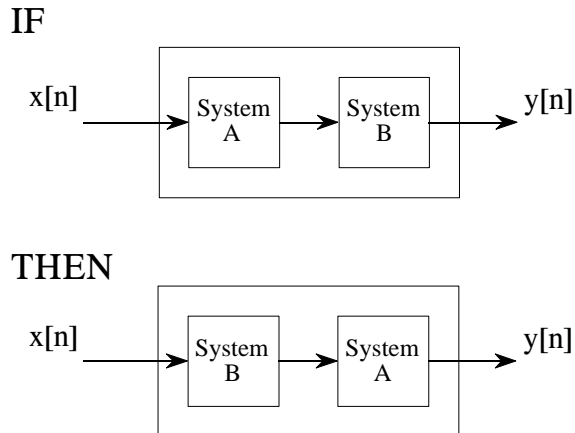 IF
x[n]
System
A
System
B
y[n]
THEN
x[n]
System
B
System
A
y[n]